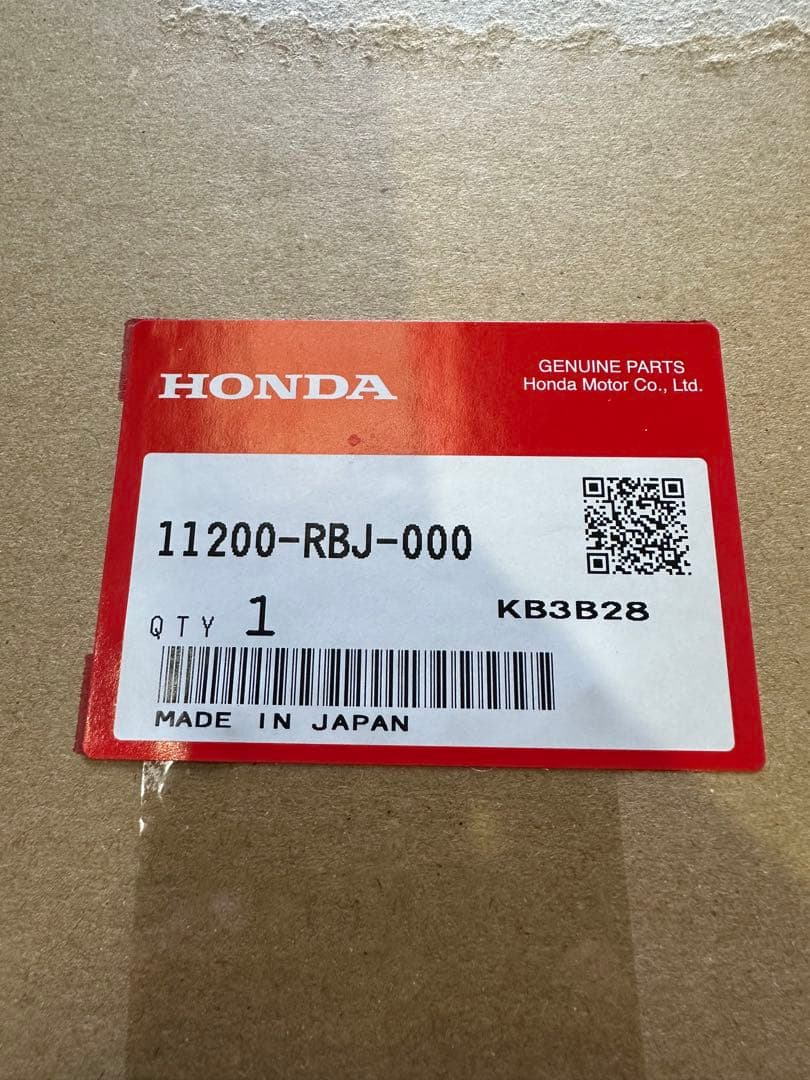 HONDA
GENUINE PARTS
Honda Motor Co., Ltd.
11200-RBJ-000
QTY 1
KB3B28
MADE IN JAPAN